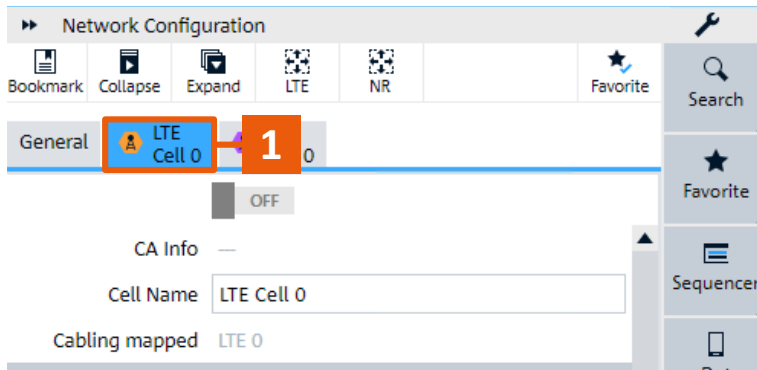 Network Configuration
Bookmark Collapse Expand LTE NR Favorite
Search
General LTE
Cell 0 1 0
Favorite
OFF
CA Info —
Sequencer
Cell Name LTE Cell 0
Cabling mapped LTE 0